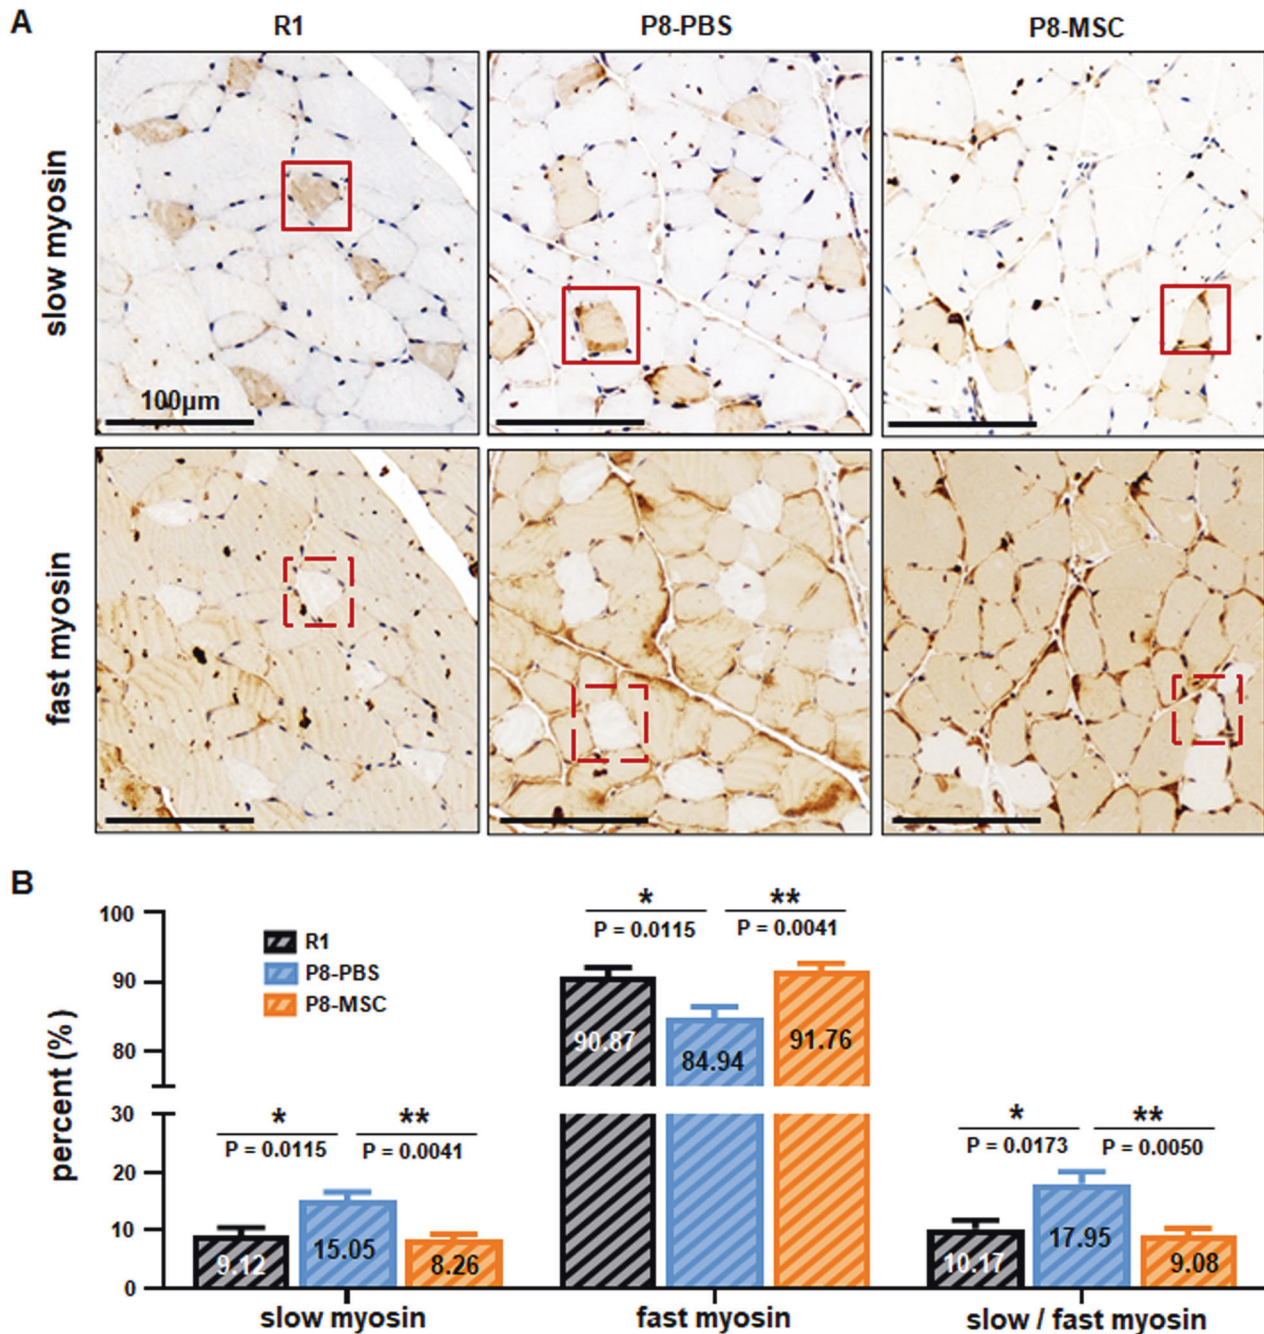 A
R1
P8-PBS
P8-MSC
slow myosin
100μm
fast myosin
B
percent (%)
100
90
80
30
20
10
0
R1
P8-PBS
P8-MSC
*
P = 0.0115
**
P = 0.0041
9.12
15.05
8.26
slow myosin
*
P = 0.0115
**
P = 0.0041
90.87
84.94
91.76
fast myosin
*
P = 0.0173
**
P = 0.0050
10.17
17.95
9.08
slow / fast myosin